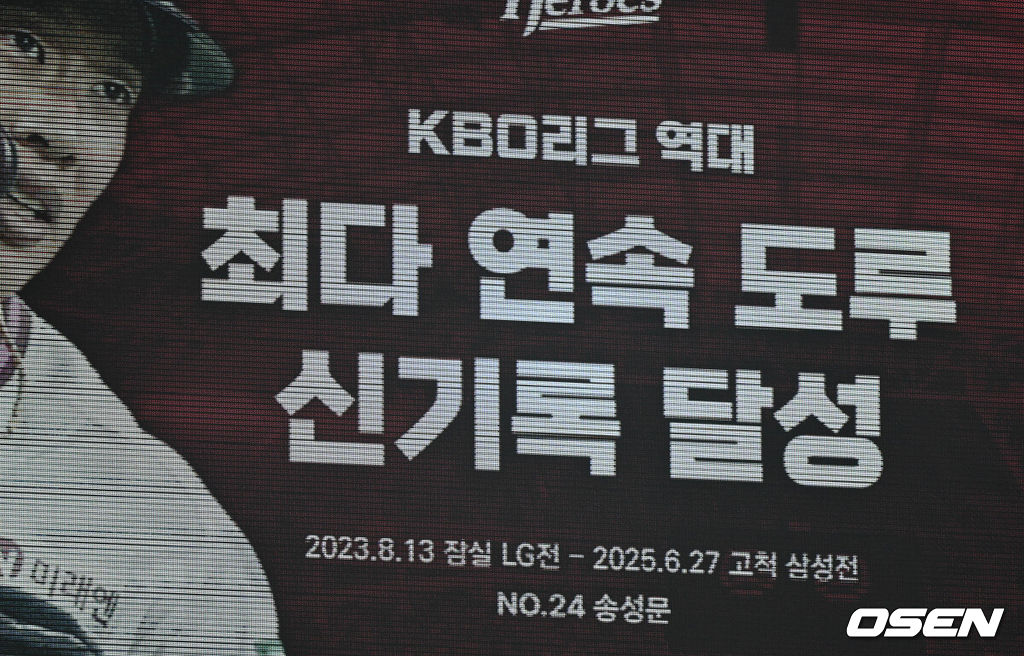 Heroes
KBO리그 역대
최다 연속 도루
신기록 달성
2023.8.13 잠실 LG전 - 2025.6.27 고척 삼성전
NO.24 송성문
미래엔
OSEN